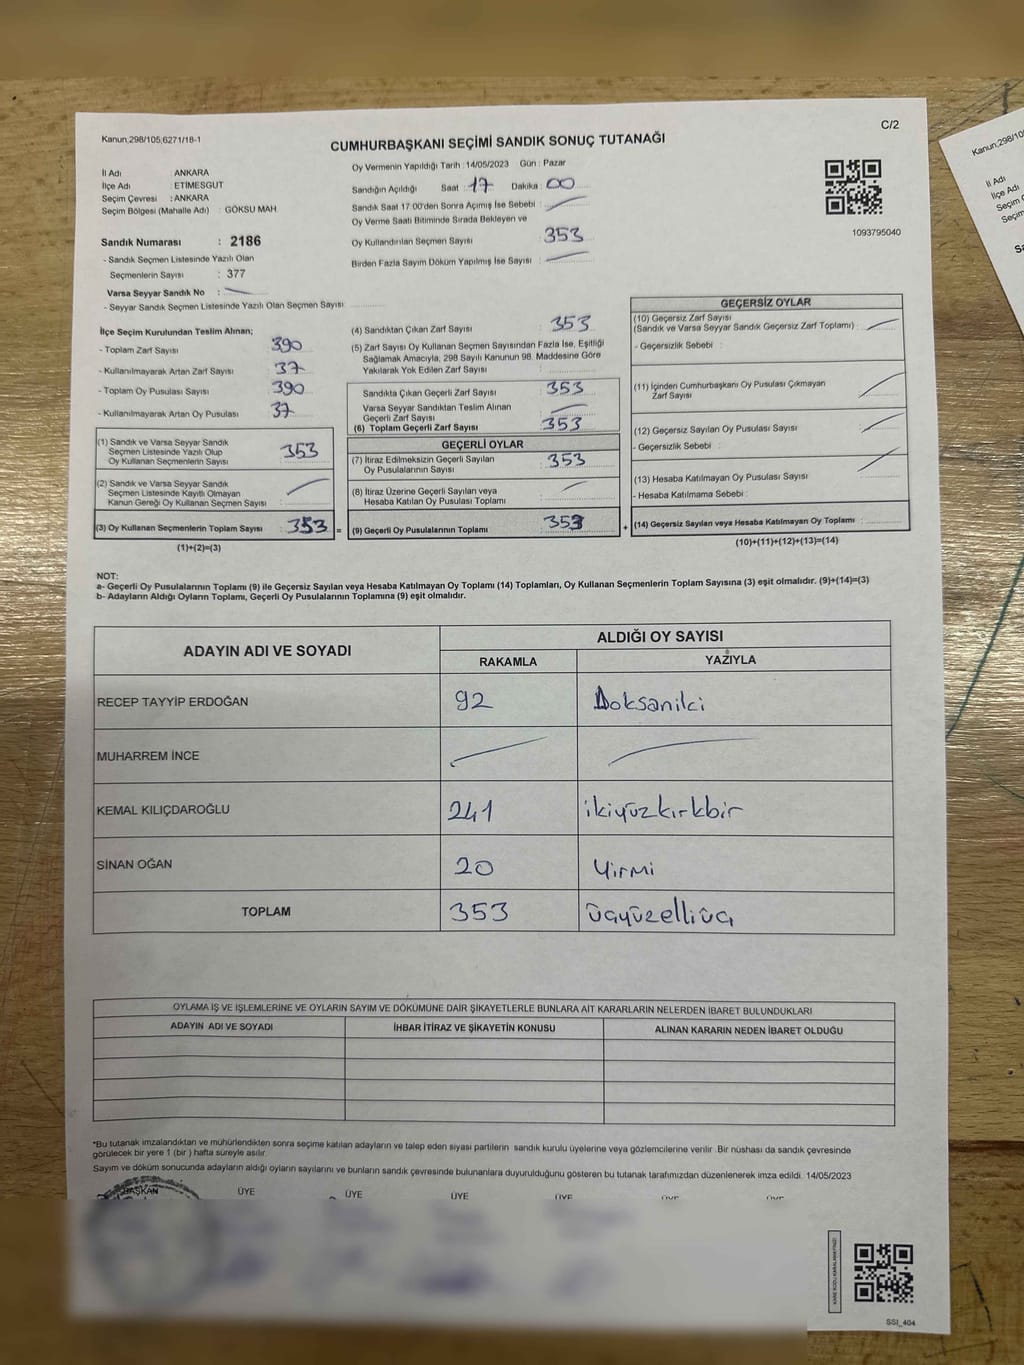 Kanun,298/105;6271/18-1
C/2
CUMHURBAŞKANI SEÇİMİ SANDIK SONUÇ TUTANAĞI
İl Adı : ANKARA
İlçe Adı : ETİMESGUT
Seçim Çevresi : ANKARA
Seçim Bölgesi (Mahalle Adı) : GÖKSU MAH.
Oy Vermenin Yapıldığı Tarih : 14/05/2023 Gün : Pazar
Sandığın Açıldığı Saat : 17 Dakika : 00
Sandık Saat 17:00'den Sonra Açımış İse Sebebi :
Oy Verme Saati Bitiminde Sırada Bekleyen ve
Oy Kullandırılan Seçmen Sayısı : 353
Birden Fazla Sayım Döküm Yapılmış İse Sayısı :
1093795040
Sandık Numarası : 2186
- Sandık Seçmen Listesinde Yazılı Olan
Seçmenlerin Sayısı : 377
Varsa Seyyar Sandık No :
- Seyyar Sandık Seçmen Listesinde Yazılı Olan Seçmen Sayısı:
İlçe Seçim Kurulundan Teslim Alınan;
- Toplam Zarf Sayısı : 390
- Kullanılmayarak Artan Zarf Sayısı : 37
- Toplam Oy Pusulası Sayısı : 390
- Kullanılmayarak Artan Oy Pusulası : 37
(1) Sandık ve Varsa Seyyar Sandık
Seçmen Listesinde Yazılı Olup
Oy Kullanan Seçmenlerin Sayısı : 353
(2) Sandık ve Varsa Seyyar Sandık
Seçmen Listesinde Kayıtlı Olmayan
Kanun Gereği Oy Kullanan Seçmen Sayısı :
(3) Oy Kullanan Seçmenlerin Toplam Sayısı : 353 =
(1)+(2)=(3)
(4) Sandıktan Çıkan Zarf Sayısı : 353
(5) Zarf Sayısı Oy Kullanan Seçmen Sayısından Fazla İse, Eşitliği
Sağlamak Amacıyla, 298 Sayılı Kanunun 98. Maddesine Göre
Yakılarak Yok Edilen Zarf Sayısı :
Sandıkta Çıkan Geçerli Zarf Sayısı : 353
Varsa Seyyar Sandıktan Teslim Alınan
Geçerli Zarf Sayısı :
(6) Toplam Geçerli Zarf Sayısı : 353
GEÇERLİ OYLAR
(7) İtiraz Edilmeksizin Geçerli Sayılan
Oy Pusulalarının Sayısı : 353
(8) İtiraz Üzerine Geçerli Sayılan veya
Hesaba Katılan Oy Pusulası Toplamı :
(9) Geçerli Oy Pusulalarının Toplamı : 353 +
GEÇERSİZ OYLAR
(10) Geçersiz Zarf Sayısı
(Sandık ve Varsa Seyyar Sandık Geçersiz Zarf Toplamı) :
- Geçersizlik Sebebi :
(11) İçinden Cumhurbaşkanı Oy Pusulası Çıkmayan
Zarf Sayısı :
(12) Geçersiz Sayılan Oy Pusulası Sayısı :
- Geçersizlik Sebebi :
(13) Hesaba Katılmayan Oy Pusulası Sayısı :
- Hesaba Katılmama Sebebi :
(14) Geçersiz Sayılan veya Hesaba Katılmayan Oy Toplamı :
(10)+(11)+(12)+(13)=(14)
NOT:
a- Geçerli Oy Pusulalarının Toplamı (9) ile Geçersiz Sayılan veya Hesaba Katılmayan Oy Toplamı (14) Toplamları, Oy Kullanan Seçmenlerin Toplam Sayısına (3) eşit olmalıdır. (9)+(14)=(3)
b- Adayların Aldığı Oyların Toplamı, Geçerli Oy Pusulalarının Toplamına (9) eşit olmalıdır.
ADAYIN ADI VE SOYADI ALDIĞI OY SAYISI
RAKAMLA YAZIYLA
RECEP TAYYİP ERDOĞAN 92 Doksaniki
MUHARREM İNCE
KEMAL KILIÇDAROĞLU 241 ikiyüzkırkbir
SİNAN OĞAN 20 Yirmi
TOPLAM 353 üçyüzelliüç
OYLAMA İŞ VE İŞLEMLERİNE VE OYLARIN SAYIM VE DÖKÜMÜNE DAİR ŞİKAYETLERLE BUNLARA AİT KARARLARIN NELERDEN İBARET BULUNDUKLARI
ADAYIN ADI VE SOYADI İHBAR İTİRAZ VE ŞİKAYETİN KONUSU ALINAN KARARIN NEDEN İBARET OLDUĞU
*Bu tutanak imzalandıktan ve mühürlendikten sonra seçime katılan adayların ve talep eden siyasi partilerin sandık kurulu üyelerine veya gözlemcilerine verilir. Bir nüshası da sandık çevresinde
görülecek bir yere 1 (bir ) hafta süreyle asılır.
Sayım ve döküm sonucunda adayların aldığı oyların sayılarını ve bunların sandık çevresinde bulunanlara duyurulduğunu gösteren bu tutanak tarafımızdan düzenlenerek imza edildi. 14/05/2023
BAŞKAN ÜYE ÜYE ÜYE ÜYE ÜYE ÜYE
SSI_404
Kanun,298/105
İl Adı
İlçe Adı
Seçim
Seçim